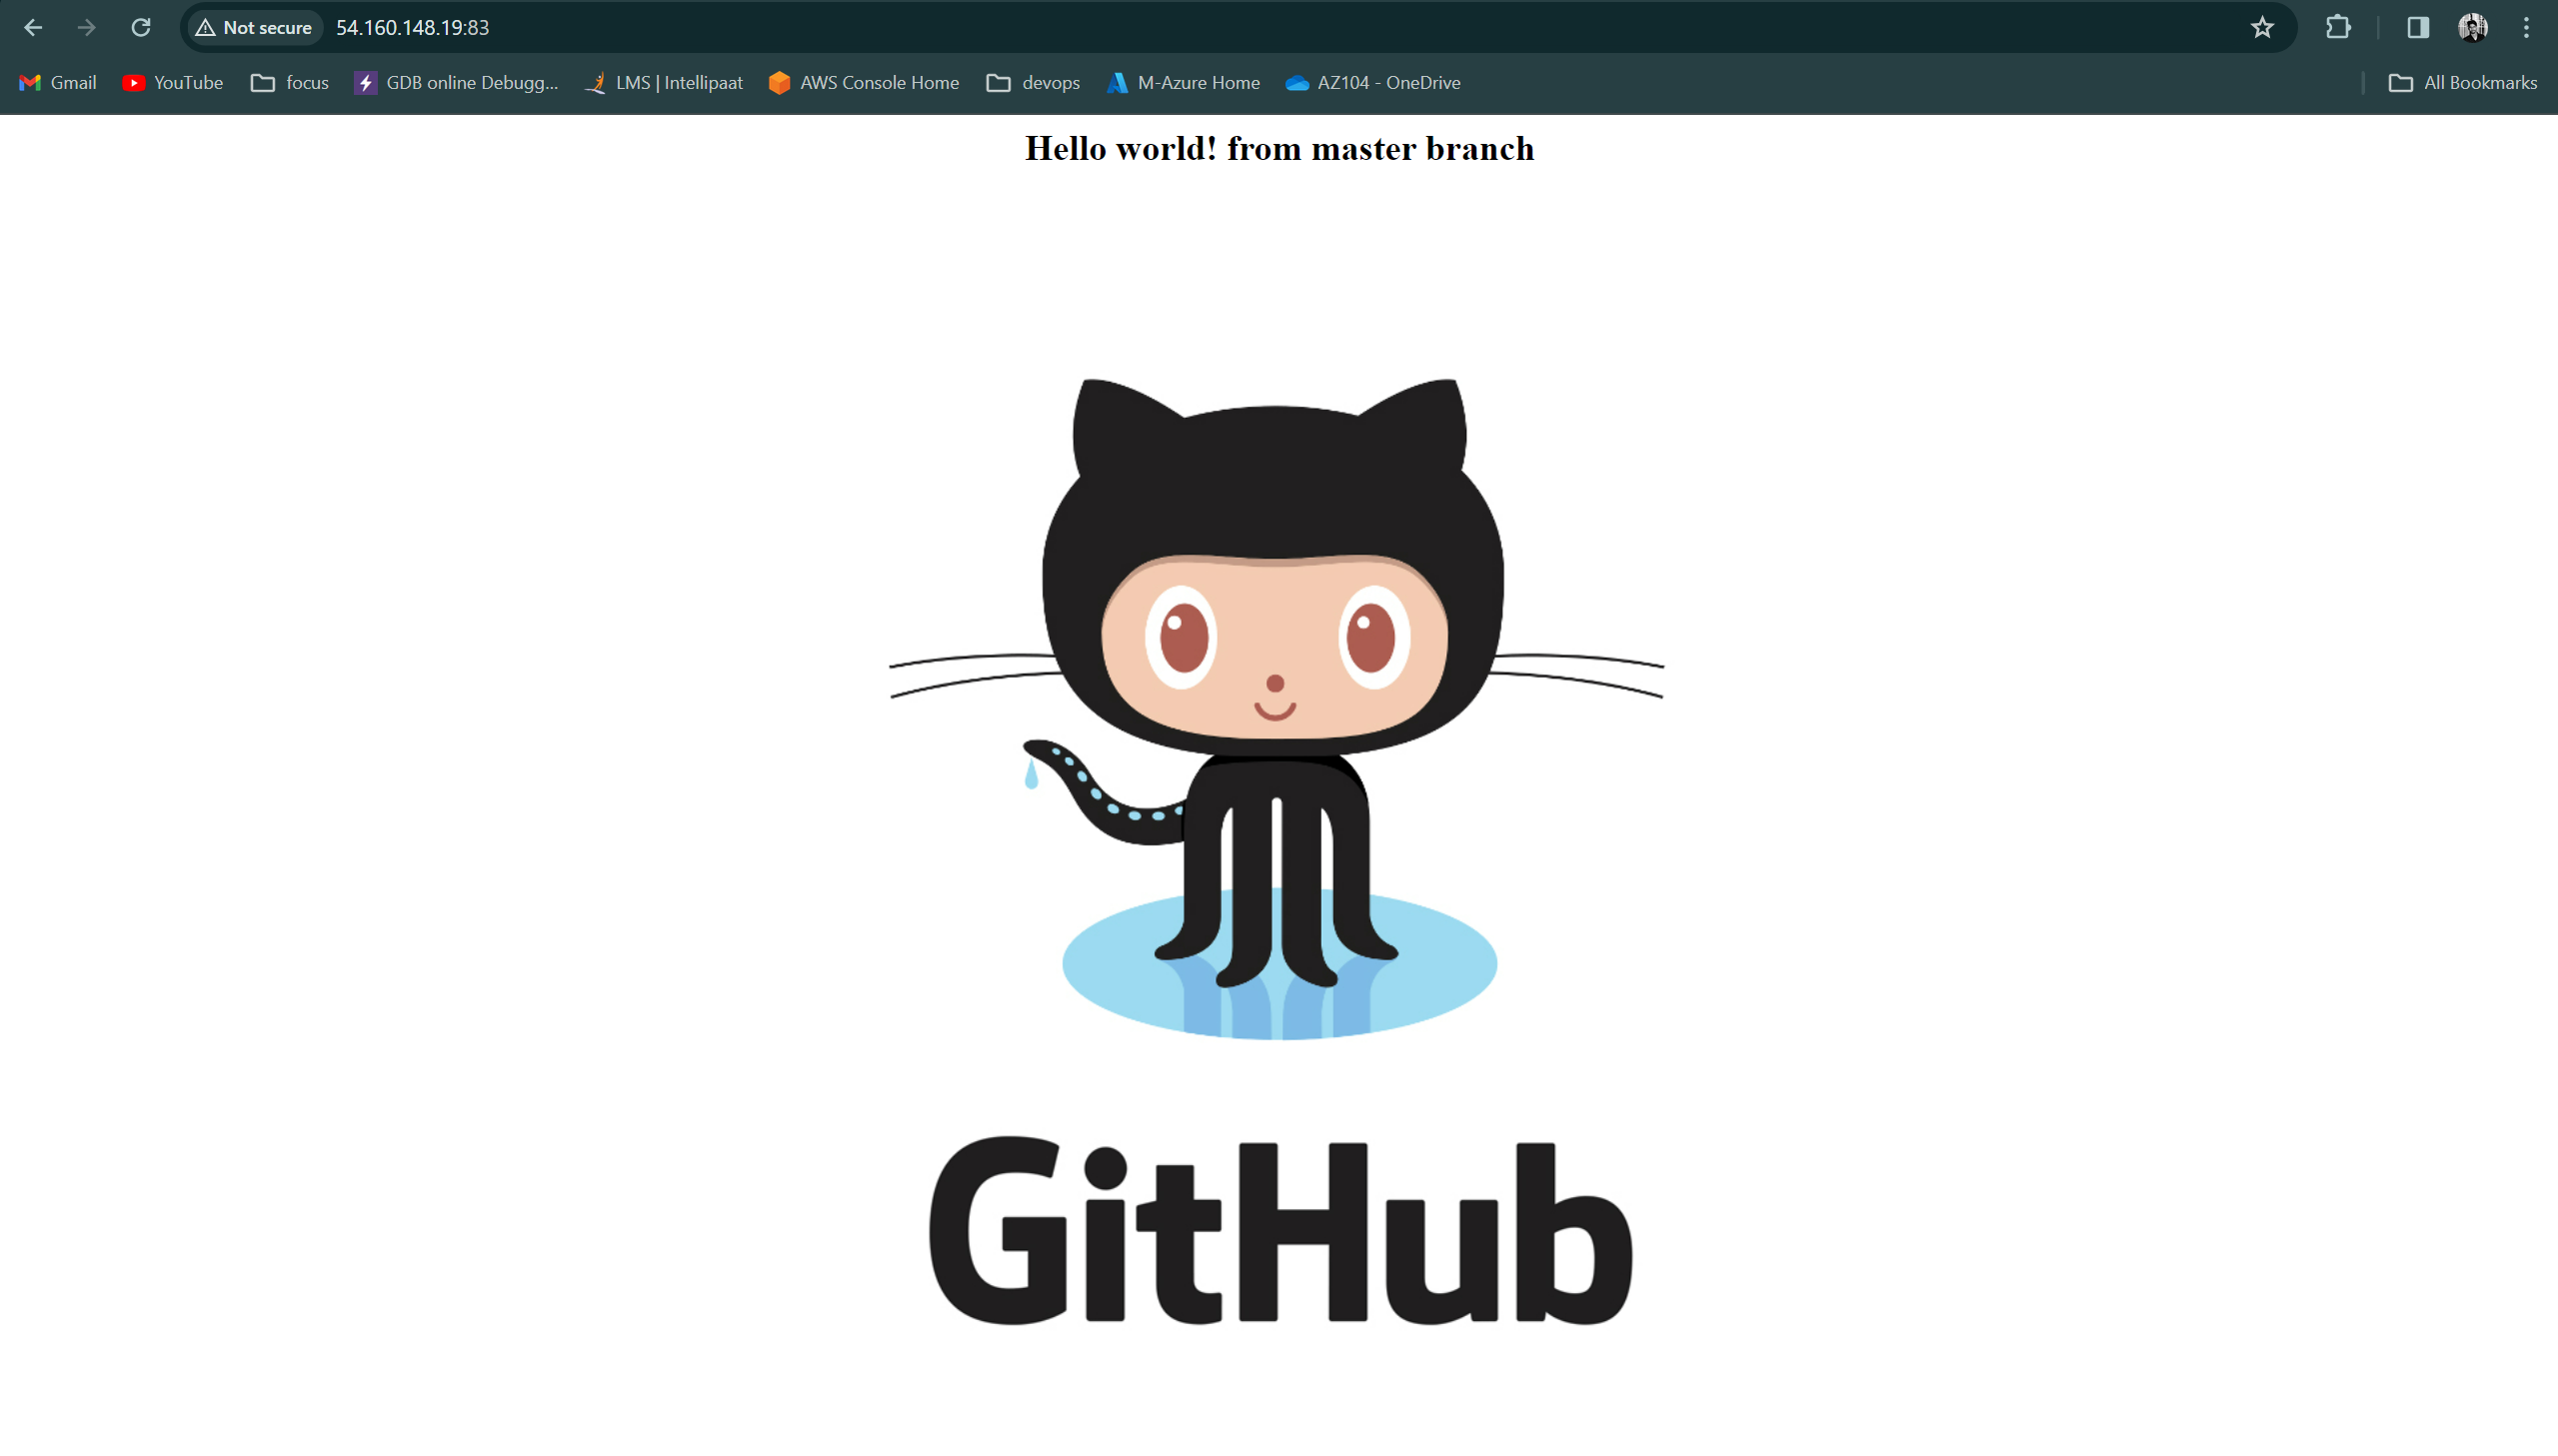 Not secure 54.160.148.19:83
Gmail YouTube focus GDB online Debugg... LMS | Intellipaat AWS Console Home devops M-Azure Home AZ104 - OneDrive All Bookmarks
Hello world! from master branch
GitHub